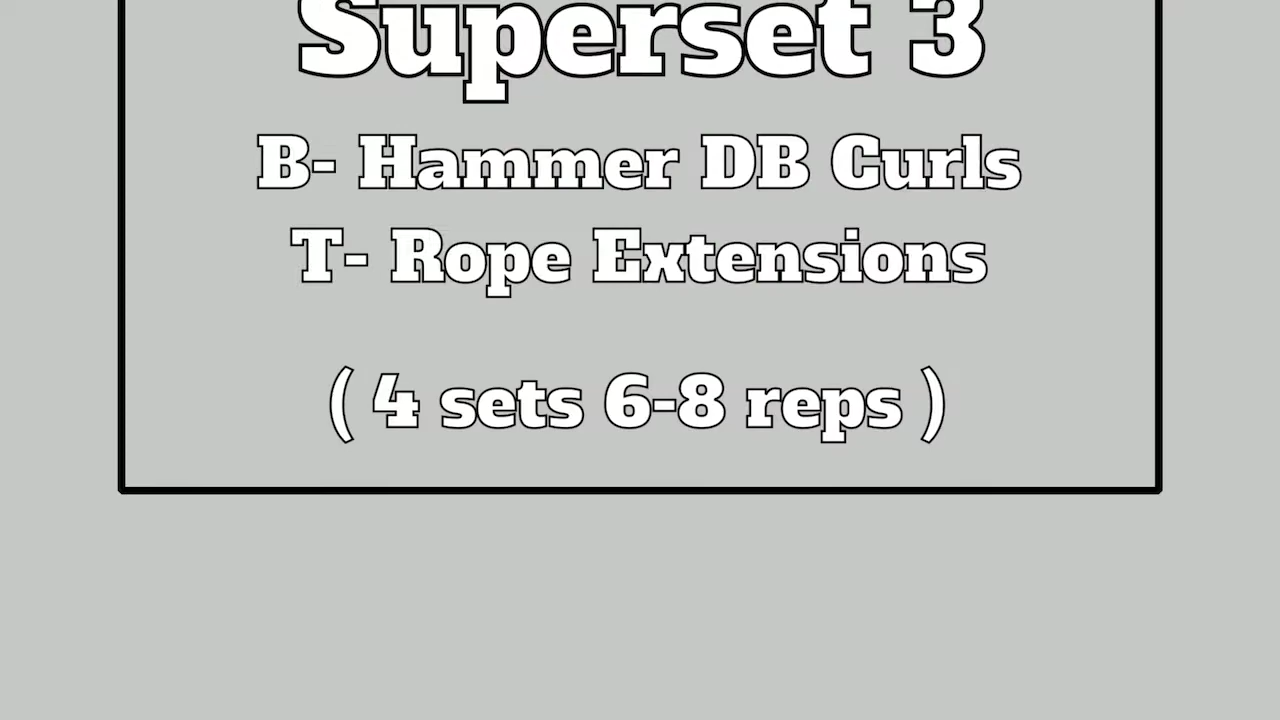 Superset 3
B- Hammer DB Curls
T- Rope Extensions
( 4 sets 6-8 reps )